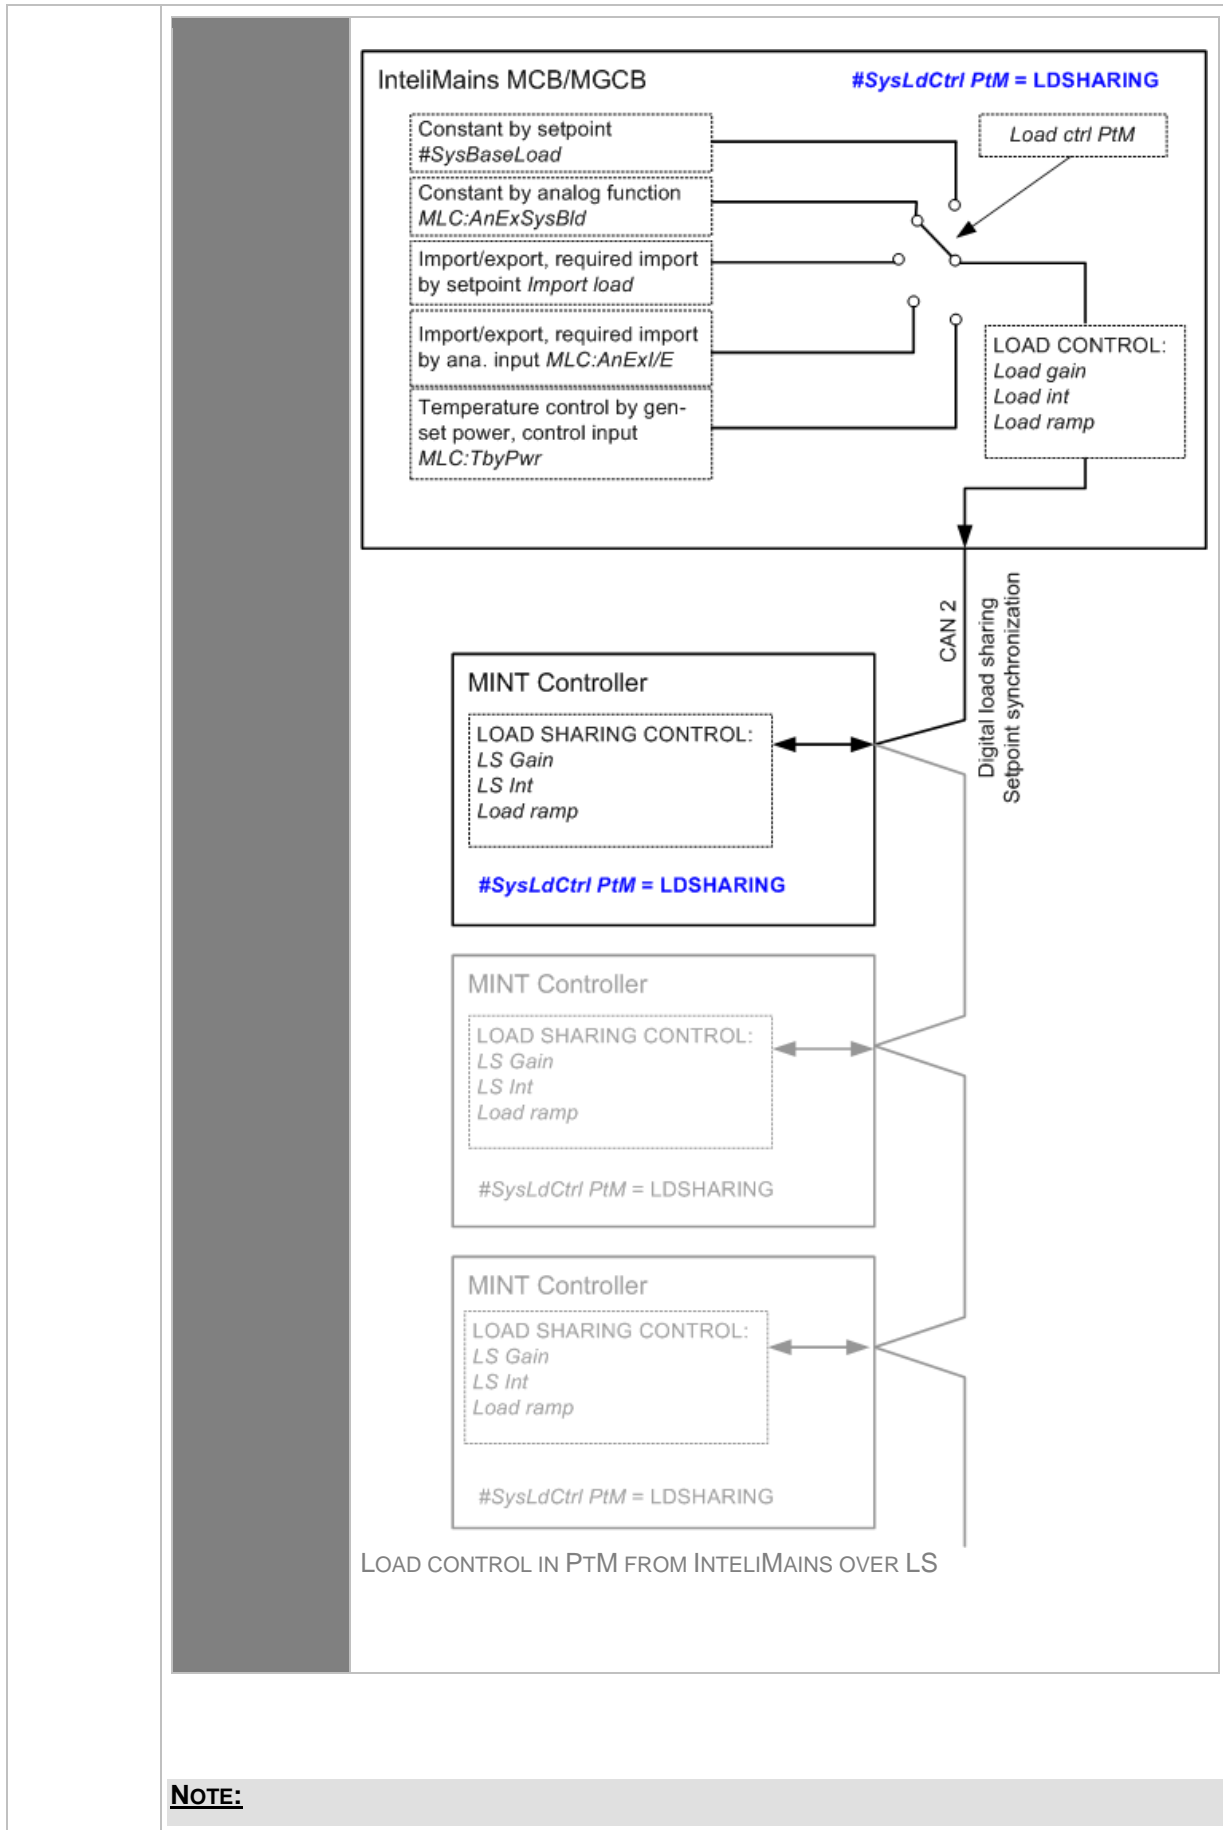 InteliMains MCB/MGCB
#SysLdCtrl PtM = LDSHARING
Constant by setpoint
#SysBaseLoad
Load ctrl PtM
Constant by analog function
MLC:AnExSysBld
Import/export, required import
by setpoint Import load
Import/export, required import
by ana. input MLC:AnExI/E
Temperature control by gen-
set power, control input
MLC:TbyPwr
LOAD CONTROL:
Load gain
Load int
Load ramp
CAN 2
Digital load sharing
Setpoint synchronization
MINT Controller
LOAD SHARING CONTROL:
LS Gain
LS Int
Load ramp
#SysLdCtrl PtM = LDSHARING
MINT Controller
LOAD SHARING CONTROL:
LS Gain
LS Int
Load ramp
#SysLdCtrl PtM = LDSHARING
MINT Controller
LOAD SHARING CONTROL:
LS Gain
LS Int
Load ramp
#SysLdCtrl PtM = LDSHARING
LOAD CONTROL IN PTM FROM INTELIMAINS OVER LS
NOTE: